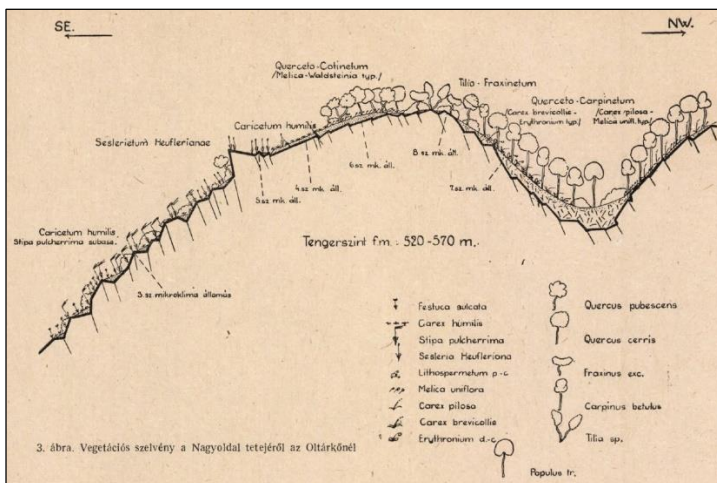 SE.
NW.
Querceto-Cotinetum
/Melica-Waldsteinia typ./
Tilio-Fraxinetum
Querceto-Carpinetum
/Carex brevicollis-
Erythronium typ./
/Carex pilosa-
Melica unifl. typ./
Caricetum humilis
Seslerietum Heuflerianae
8.sz. mk. áll.
6.sz. mk. áll.
4.sz. mk. áll.
5.sz. mk. áll.
7.sz. mk. áll.
Caricetum humilis
Stipa pulcherrima subass.
3.sz mikroklíma állomás
Tengerszint f.m. 520-570 m.
Festuca sulcata
Carex humilis
Stipa pulcherrima
Sesleria Heufleriana
Lithospermetum p.-c.
Melica uniflora
Carex pilosa
Carex brevicollis
Erythronium d.-c.
Populus tr.
Quercus pubescens
Quercus cerris
Fraxinus exc.
Carpinus betulus
Tilia sp.
3. ábra. Vegetációs szelvény a Nagyoldal tetejéről az Oltárkőnél